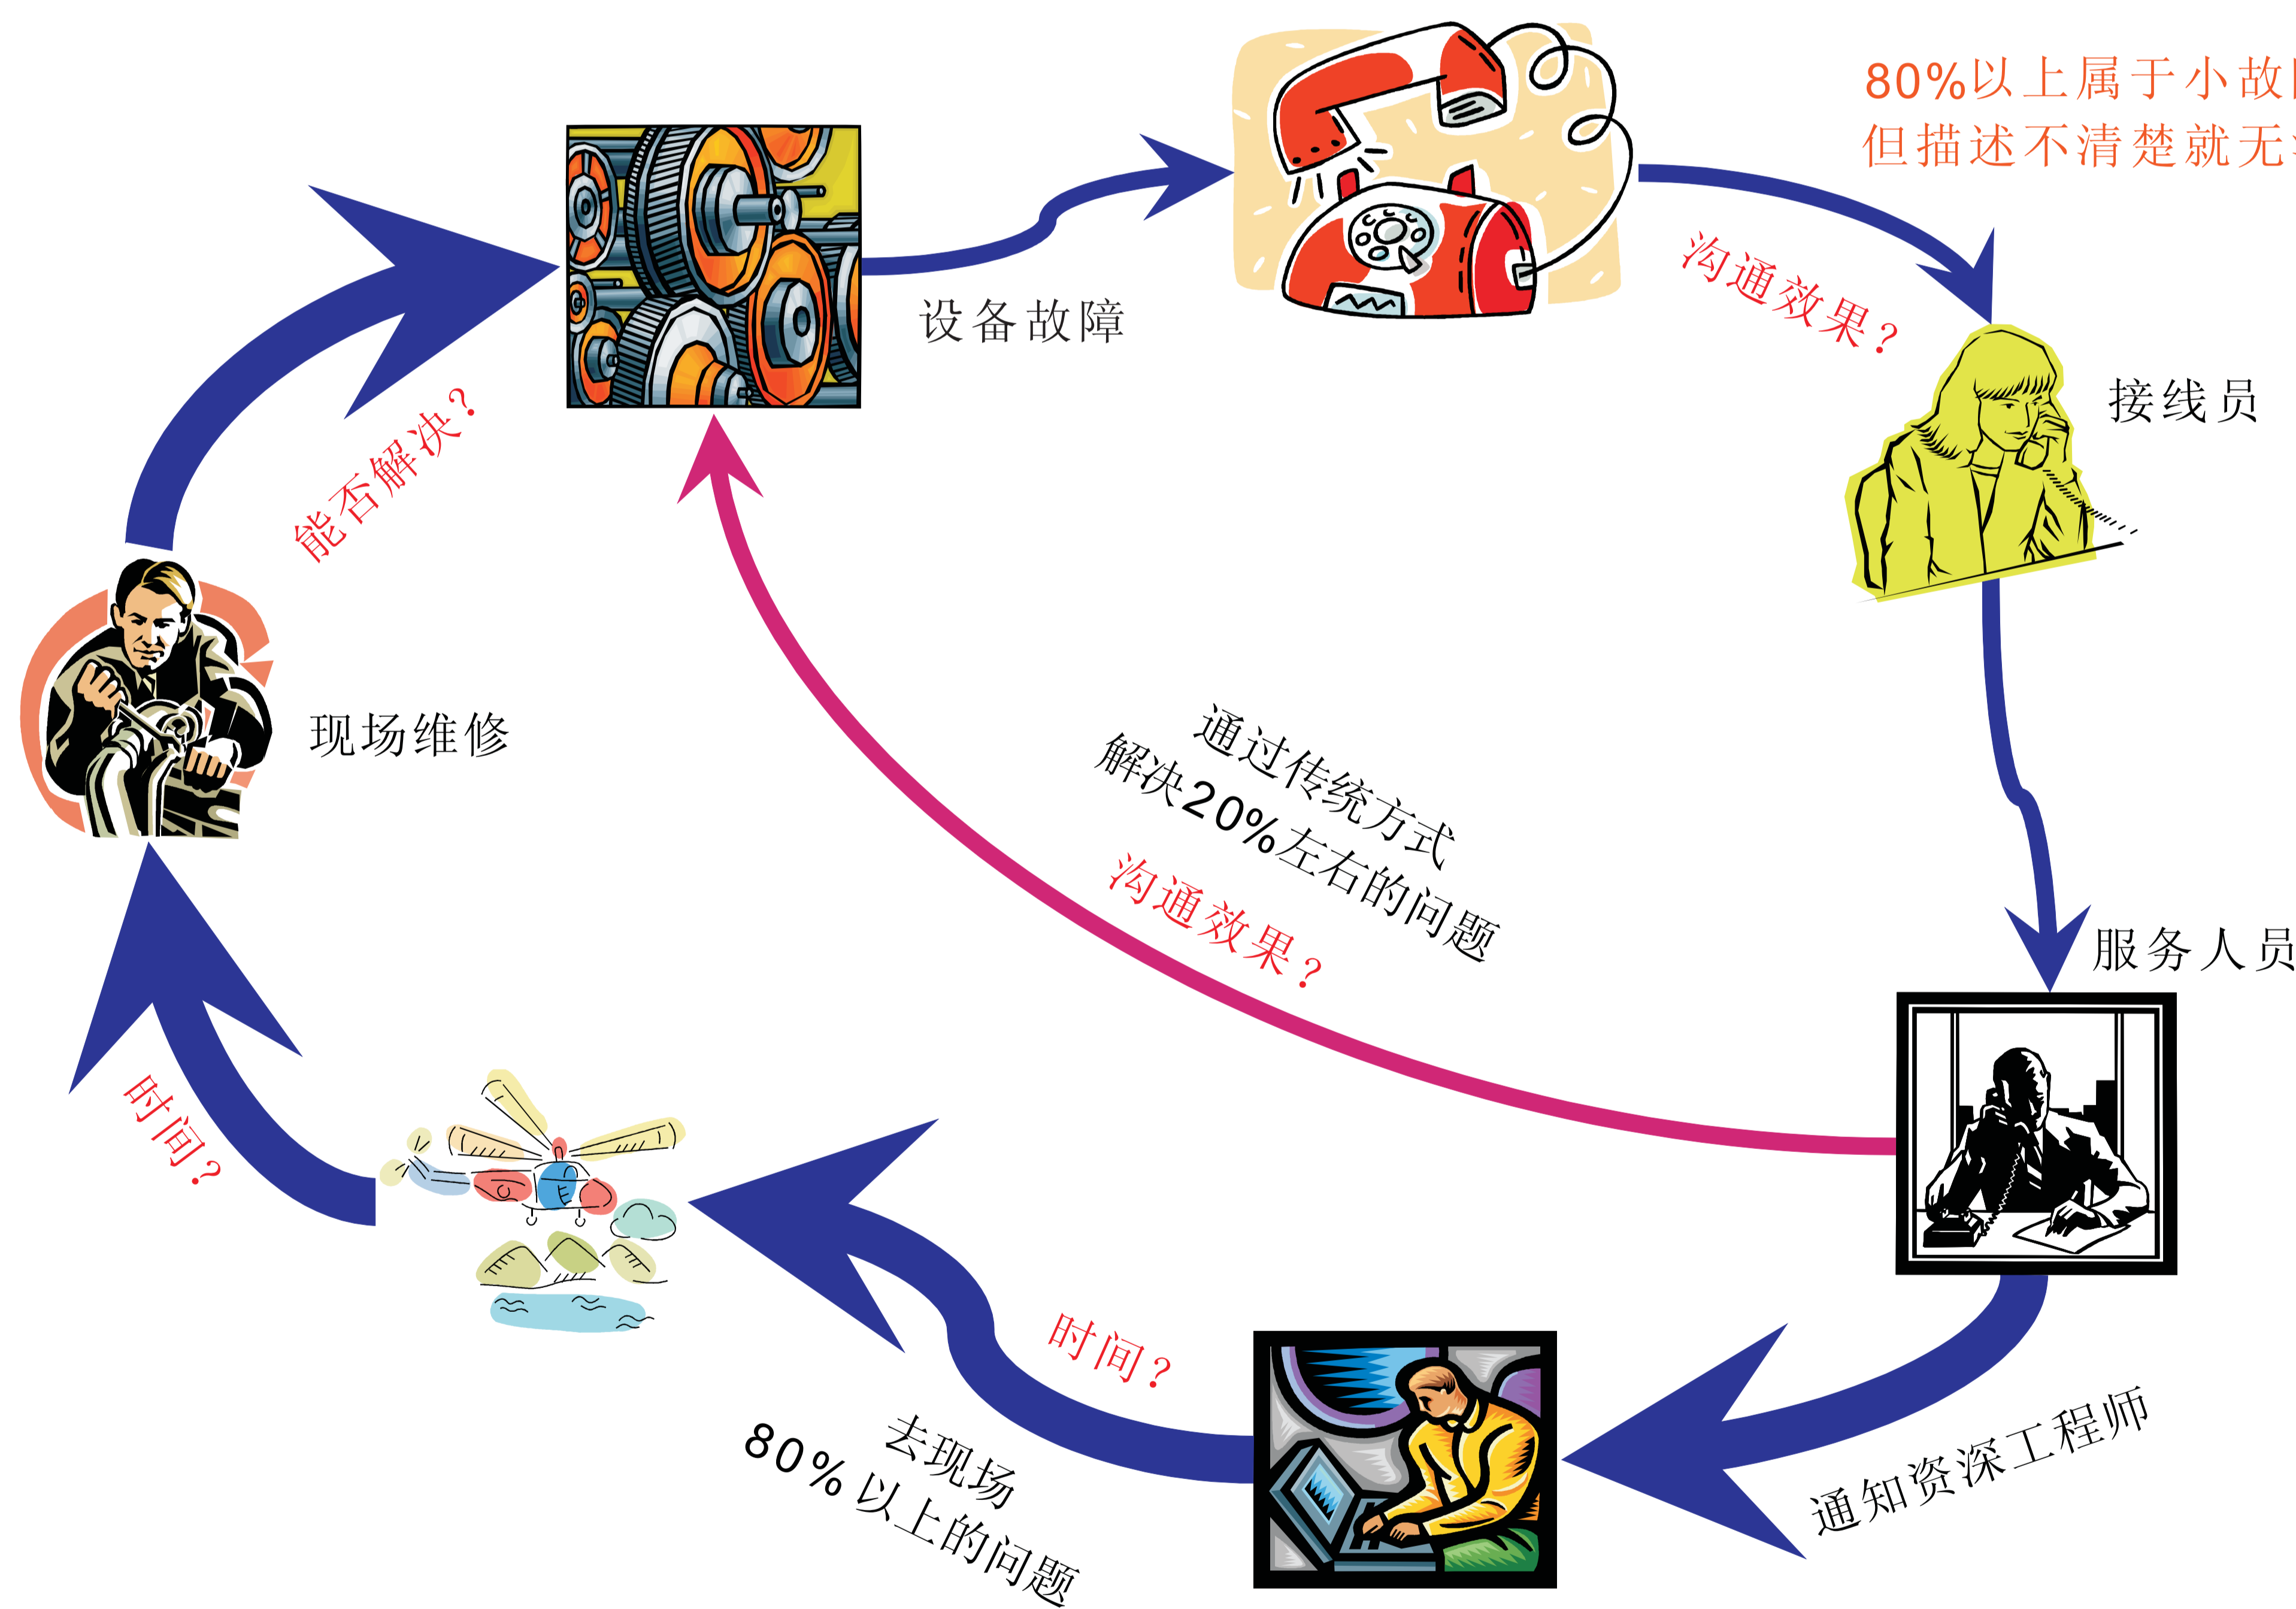 80%以上属于小故
但描述不清楚就无
沟通效果？
设备故障
接线员
能否解决？
现场维修
通过传统方式
解决20%左右的问题
沟通效果？
服务人员
时间？
时间？
去现场
80%以上的问题
通知资深工程师